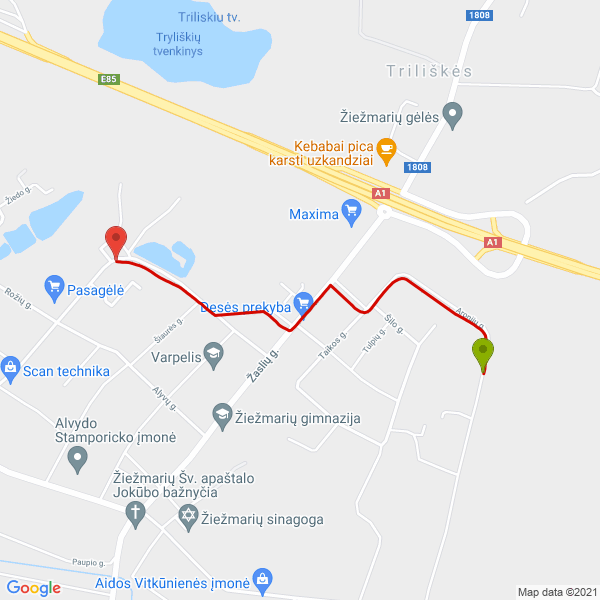 Triliskiu tv.
1808
Tryliškių
tvenkinys
E85
Triliškės
Žiežmarių gėlės
Kebabai pica
karsti uzkandziai
1808
A1
Žiedo g.
Maxima
A1
Pasagėlė
Rožių g.
Desės prekyba
Aronijų g.
Šiaurės g.
Šilo g.
Tulpių g.
Taikos g.
Varpelis
Scan technika
Žaslių g.
Alyvų g.
Žiežmarių gimnazija
Alvydo
Stamporicko įmonė
Žiežmarių Šv. apaštalo
Jokūbo bažnyčia
Žiežmarių sinagoga
Paupio g.
Aidos Vitkūnienės įmonė
Google
Map data ©2021